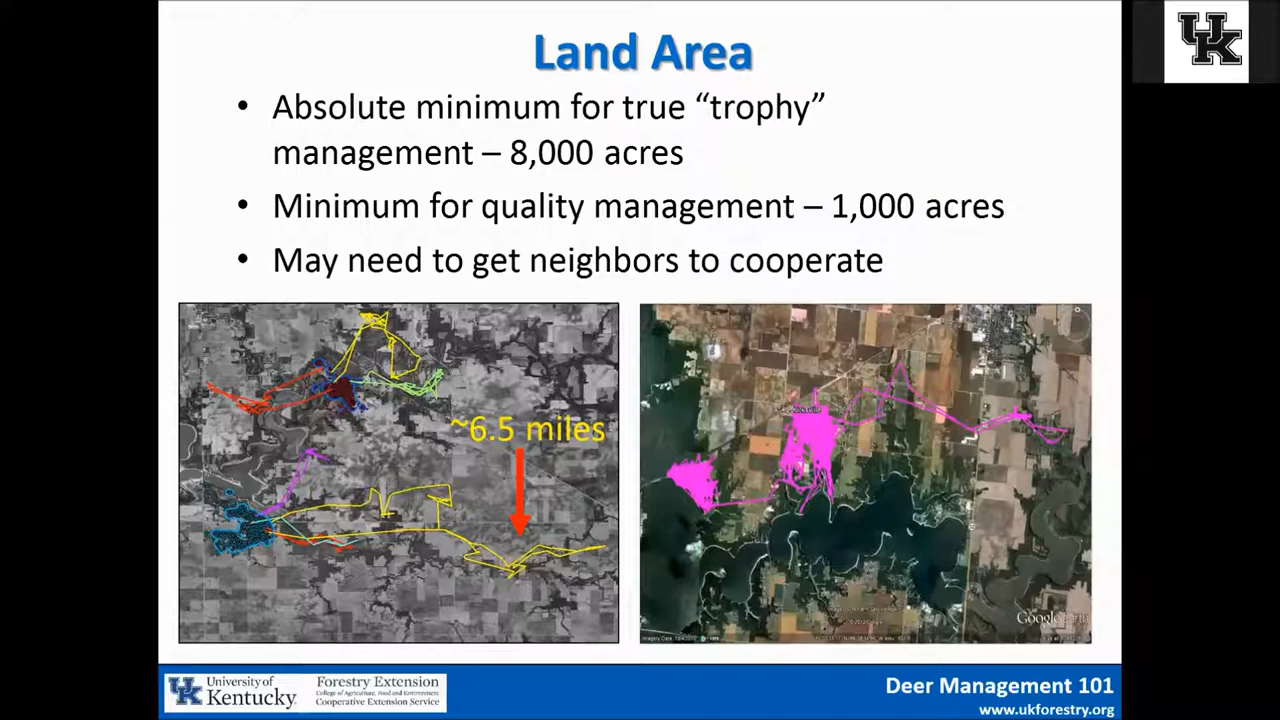 UK
Land Area
• Absolute minimum for true “trophy”
management – 8,000 acres
• Minimum for quality management – 1,000 acres
• May need to get neighbors to cooperate
~6.5 miles
Google Earth
UK
University of
Kentucky
Forestry Extension
College of Agriculture, Food and Environment
Cooperative Extension Service
Deer Management 101
www.ukforestry.org